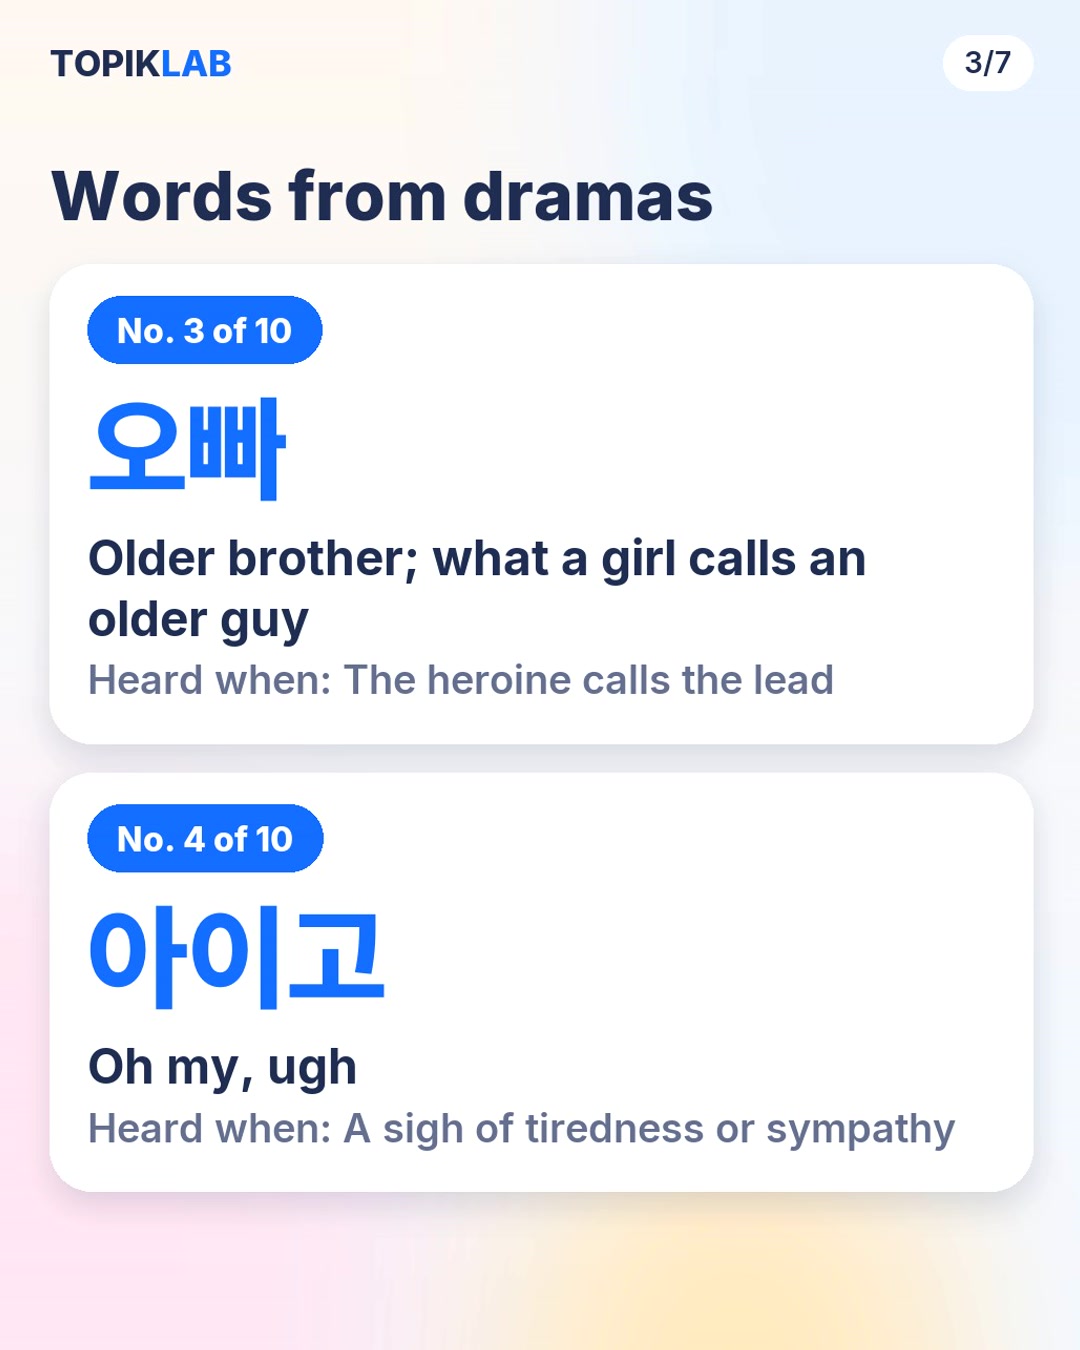 TOPIKLAB
3/7
Words from dramas
No. 3 of 10
오빠
Older brother; what a girl calls an
older guy
Heard when: The heroine calls the lead
No. 4 of 10
아이고
Oh my, ugh
Heard when: A sigh of tiredness or sympathy